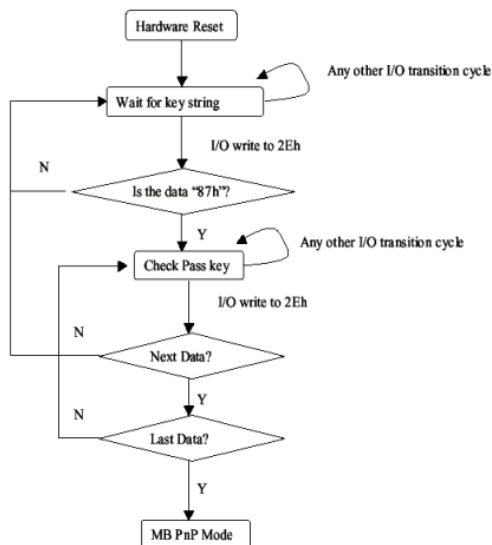 Hardware Reset
Any other I/O transition cycle
Wait for key string
I/O write to 2Eh
N
Is the data “87h”?
Y
Any other I/O transition cycle
Check Pass key
I/O write to 2Eh
N
Next Data?
Y
N
Last Data?
Y
MB PnP Mode